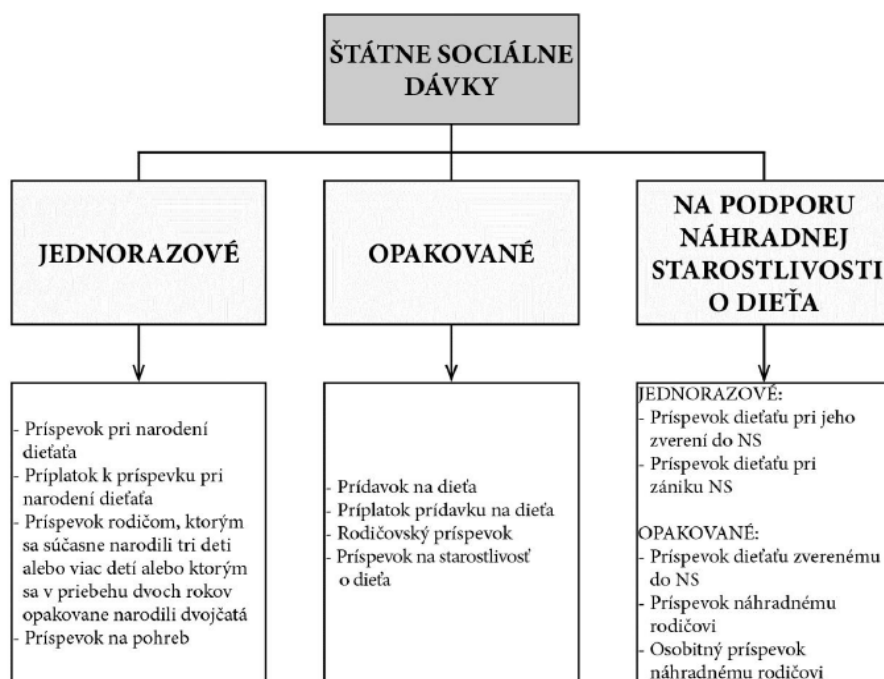 ŠTÁTNE SOCIÁLNE
DÁVKY
JEDNORAZOVÉ
OPAKOVANÉ
NA PODPORU
NÁHRADNEJ
STAROSTLIVOSTI
O DIEŤA
- Príspevok pri narodení
dieťaťa
- Príplatok k príspevku pri
narodení dieťaťa
- Príspevok rodičom, ktorým
sa súčasne narodili tri deti
alebo viac detí alebo ktorým
sa v priebehu dvoch rokov
opakovane narodili dvojčatá
- Príspevok na pohreb
- Prídavok na dieťa
- Príplatok prídavku na dieťa
- Rodičovský príspevok
- Príspevok na starostlivosť
o dieťa
JEDNORAZOVÉ:
- Príspevok dieťaťu pri jeho
zverení do NS
- Príspevok dieťaťu pri
zániku NS
OPAKOVANÉ:
- Príspevok dieťaťu zverenému
do NS
- Príspevok náhradnému
rodičovi
- Osobitný príspevok
náhradnému rodičovi